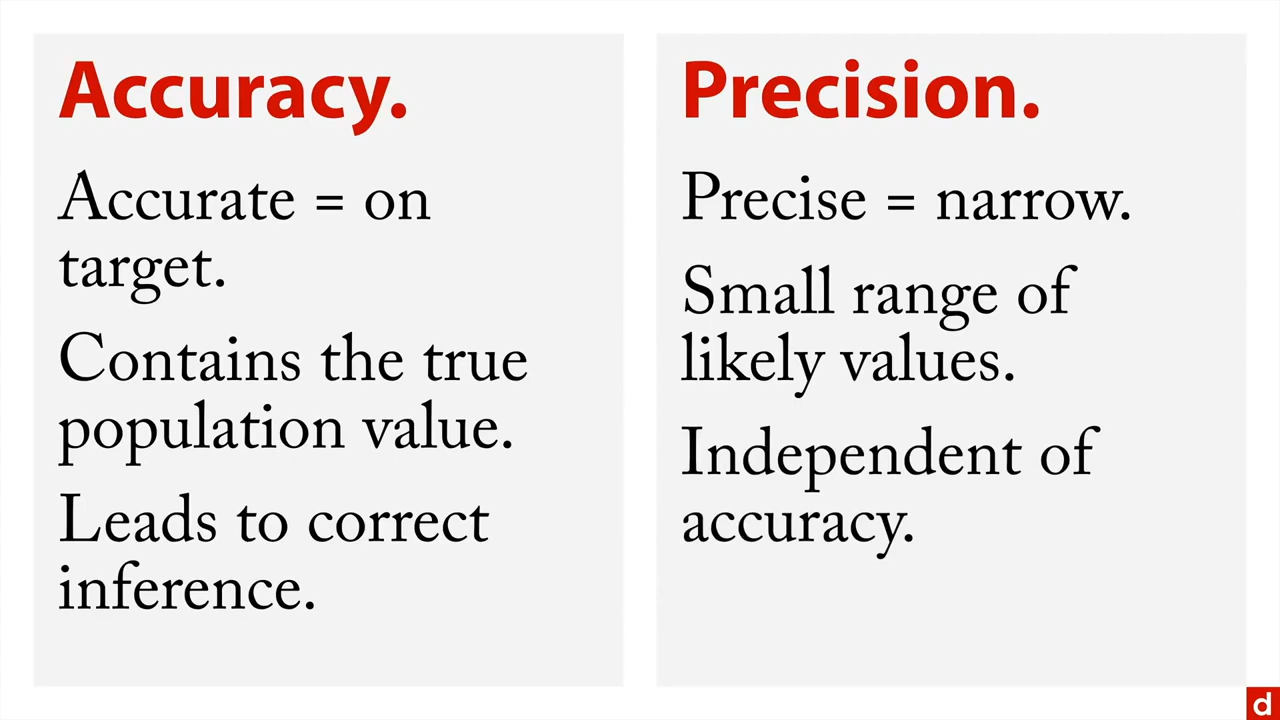 Accuracy.
Accurate = on
target.
Contains the true
population value.
Leads to correct
inference.
Precision.
Precise = narrow.
Small range of
likely values.
Independent of
accuracy.
d